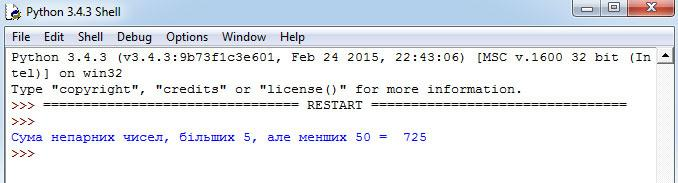 Python 3.4.3 Shell
File Edit Shell Debug Options Window Help
Python 3.4.3 (v3.4.3:9b73f1c3e601, Feb 24 2015, 22:43:06) [MSC v.1600 32 bit (In
tel)] on win32
Type "copyright", "credits" or "license()" for more information.
>>> ================================ RESTART ================================
>>>
Сума непарних чисел, більших 5, але менших 50 =  725
>>>